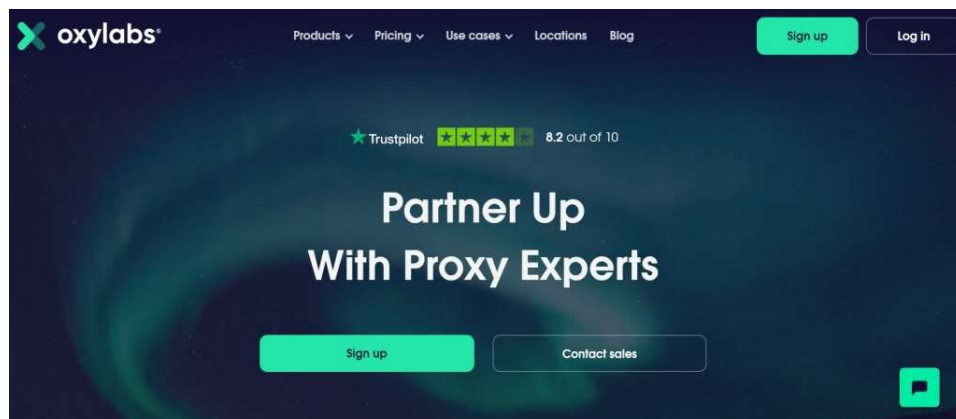 oxylabs®
Products Pricing Use cases Locations Blog
Sign up
Log in
Trustpilot 8.2 out of 10
Partner Up
With Proxy Experts
Sign up
Contact sales